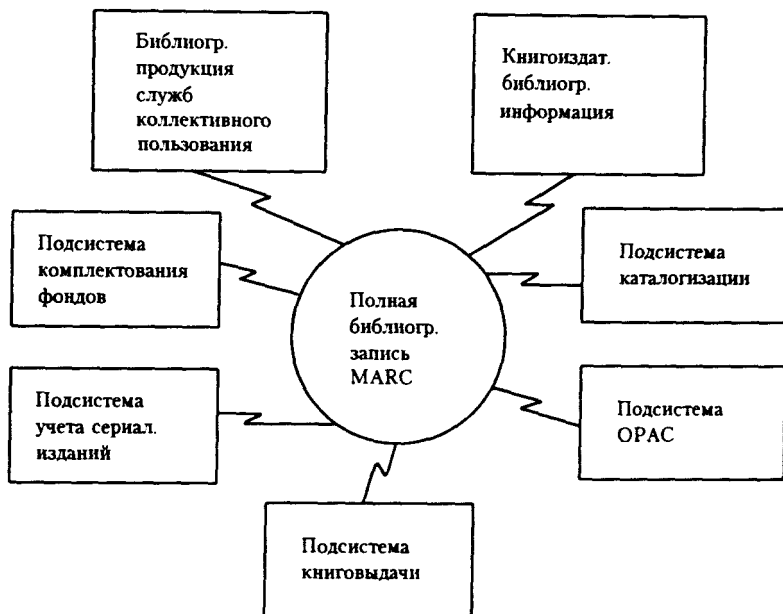 Библиогр.
продукция
служб
коллективного
пользования
Книгоиздат.
библиогр.
информация
Подсистема
комплектования
фондов
Полная
библиогр.
запись
MARC
Подсистема
каталогизации
Подсистема
учета сериал.
изданий
Подсистема
OPAC
Подсистема
книговыдачи